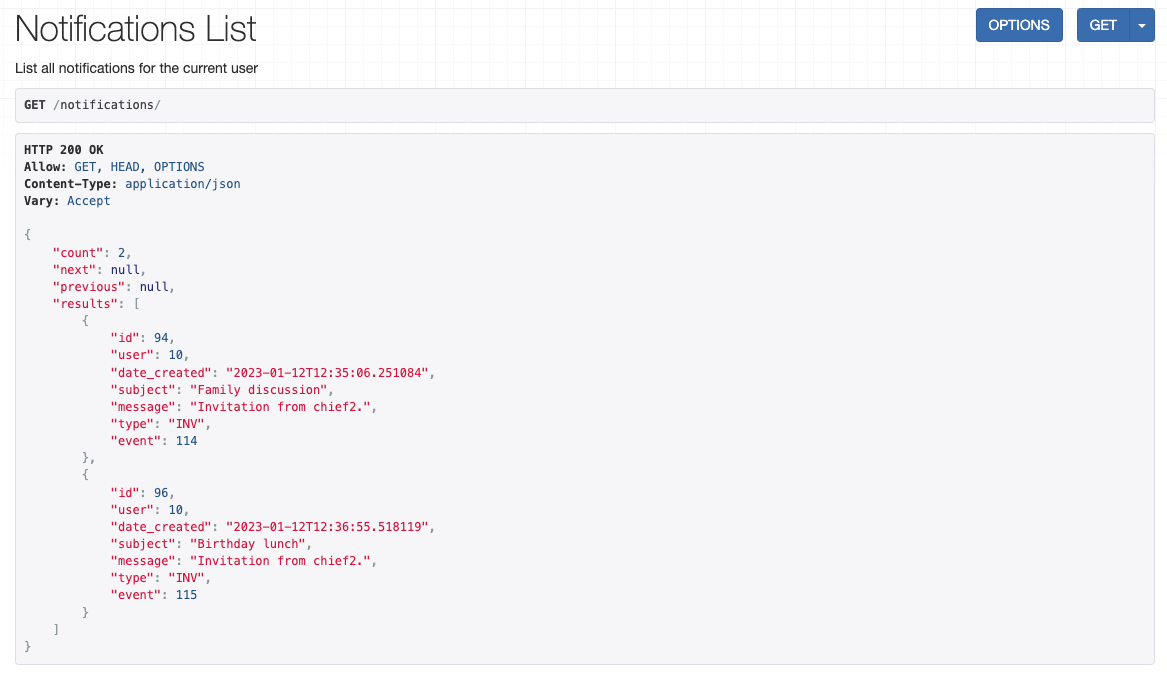 Notifications List
OPTIONS
GET
List all notifications for the current user
GET /notifications/
HTTP 200 OK
Allow: GET, HEAD, OPTIONS
Content-Type: application/json
Vary: Accept
{
    "count": 2,
    "next": null,
    "previous": null,
    "results": [
        {
            "id": 94,
            "user": 10,
            "date_created": "2023-01-12T12:35:06.251084",
            "subject": "Family discussion",
            "message": "Invitation from chief2.",
            "type": "INV",
            "event": 114
        },
        {
            "id": 96,
            "user": 10,
            "date_created": "2023-01-12T12:36:55.518119",
            "subject": "Birthday lunch",
            "message": "Invitation from chief2.",
            "type": "INV",
            "event": 115
        }
    ]
}